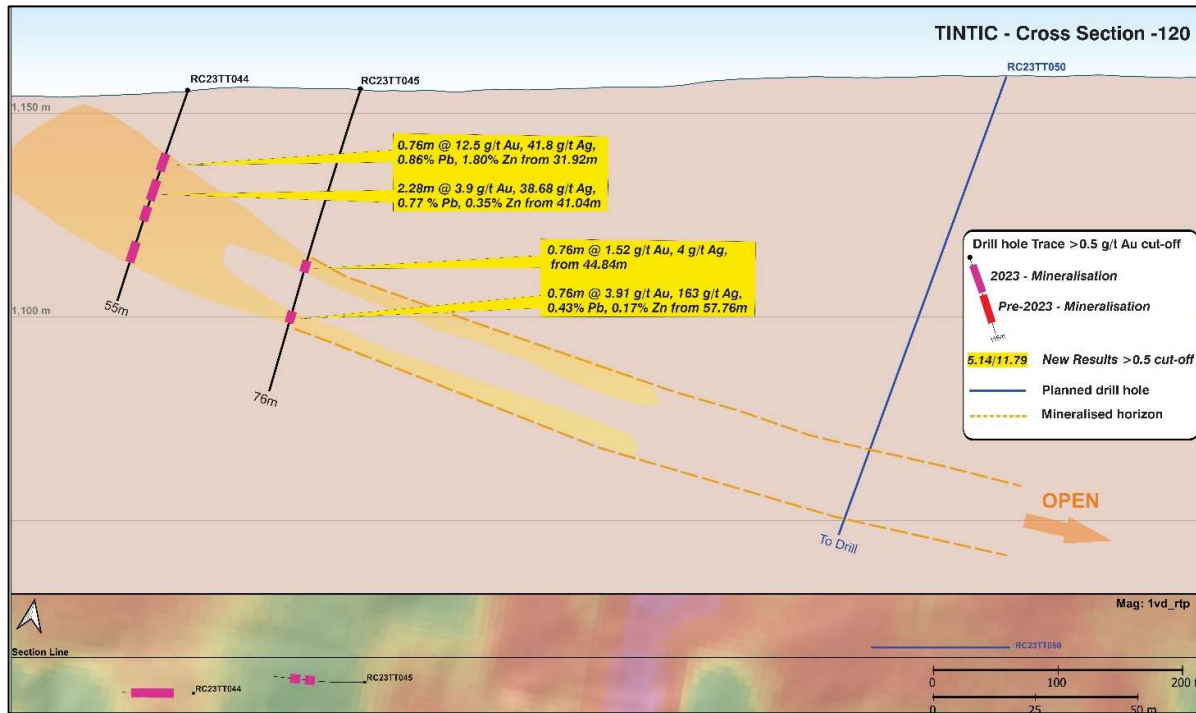 TINTIC - Cross Section -120
RC23TT044
RC23TT045
RC23TT050
1,150 m
0.76m @ 12.5 g/t Au, 41.8 g/t Ag,
0.86% Pb, 1.80% Zn from 31.92m
2.28m @ 3.9 g/t Au, 38.68 g/t Ag,
0.77 % Pb, 0.35% Zn from 41.04m
0.76m @ 1.52 g/t Au, 4 g/t Ag,
from 44.84m
0.76m @ 3.91 g/t Au, 163 g/t Ag,
0.43% Pb, 0.17% Zn from 57.76m
Drill hole Trace >0.5 g/t Au cut-off
2023 - Mineralisation
Pre-2023 - Mineralisation
5.14/11.79 New Results >0.5 cut-off
Planned drill hole
Mineralised horizon
55m
1,100 m
76m
OPEN
To Drill
Mag: 1vd_rtp
Section Line
RC23TT050
RC23TT044
RC23TT045
0 100 200 m
0 25 50 m